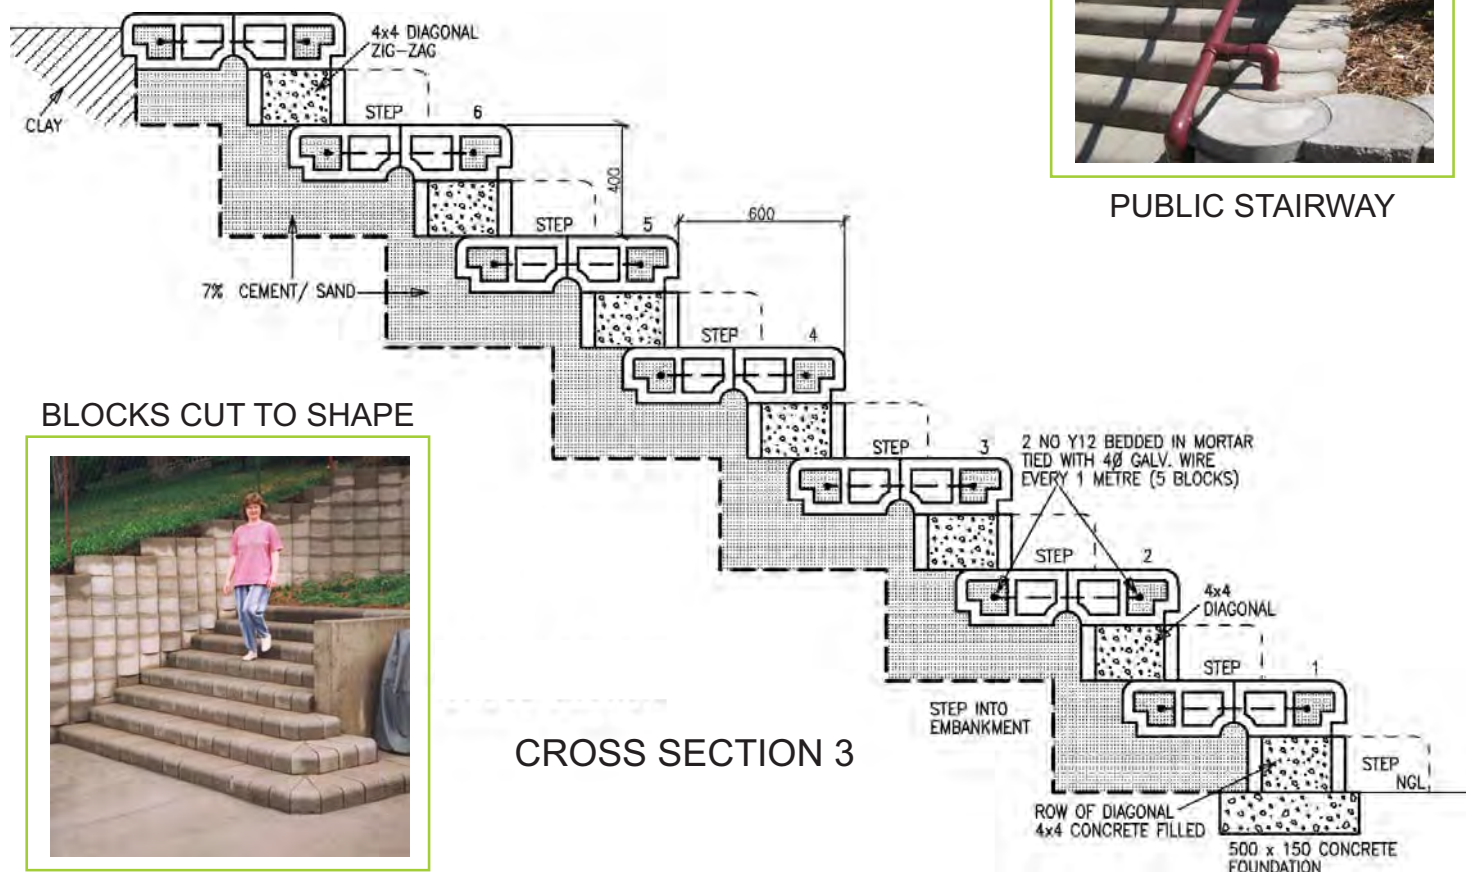 4x4 DIAGONAL
ZIG-ZAG
CLAY
STEP 6
400
PUBLIC STAIRWAY
600
STEP 5
7% CEMENT/ SAND
STEP 4
BLOCKS CUT TO SHAPE
STEP 3
2 NO Y12 BEDDED IN MORTAR
TIED WITH 4Ø GALV. WIRE
EVERY 1 METRE (5 BLOCKS)
STEP 2
4x4
DIAGONAL
STEP 1
STEP INTO
EMBANKMENT
CROSS SECTION 3
STEP
NGL
ROW OF DIAGONAL
4x4 CONCRETE FILLED
500 x 150 CONCRETE
FOUNDATION